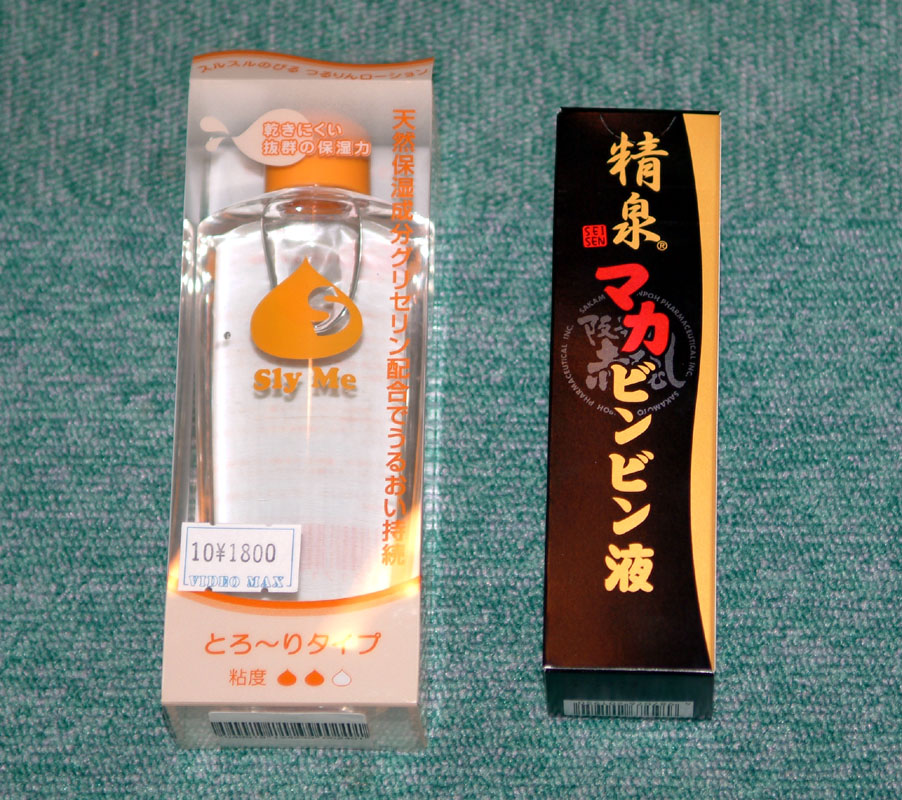 スルスルのびる つるりんローション
乾きにくい
抜群の保湿力
天然保湿成分グリセリン配合でうるおい持続
Sly Me
10¥1800
VIDEO MAX
とろ〜りタイプ
粘度
精泉®
SEI
SEN
マカビンビン液